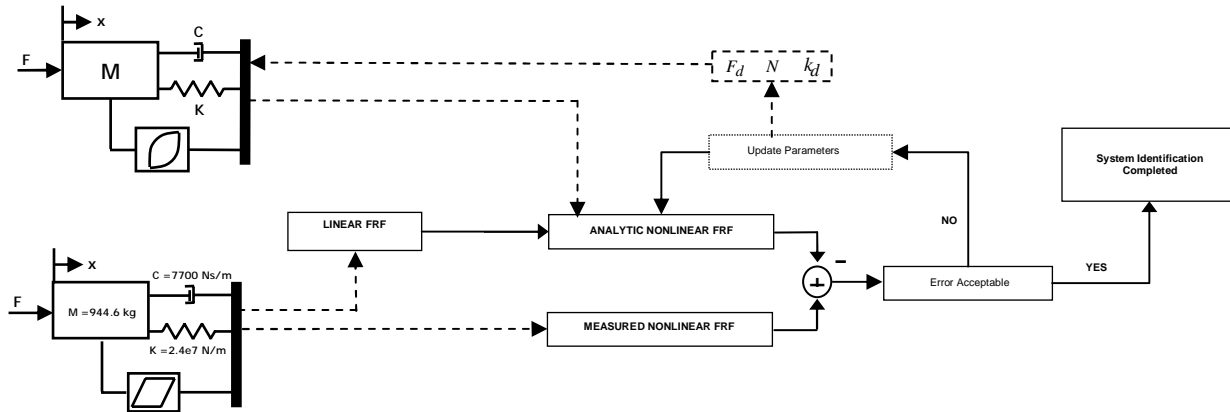 x
F
M
C
K
F_d N k_d
Update Parameters
System Identification
Completed
LINEAR FRF
ANALYTIC NONLINEAR FRF
NO
YES
x
C =7700 Ns/m
F
M =944.6 kg
K =2.4e7 N/m
MEASURED NONLINEAR FRF
−
+
Error Acceptable